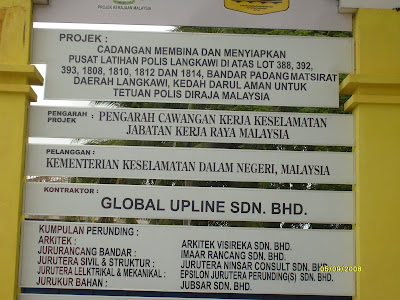 PROJEK KERAJAAN MALAYSIA
PROJEK :
CADANGAN MEMBINA DAN MENYIAPKAN
PUSAT LATIHAN POLIS LANGKAWI DI ATAS LOT 388, 392,
393, 1808, 1810, 1812 DAN 1814, BANDAR PADANG MATSIRAT
DAERAH LANGKAWI, KEDAH DARUL AMAN UNTUK
TETUAN POLIS DIRAJA MALAYSIA
PENGARAH PROJEK : PENGARAH CAWANGAN KERJA KESELAMATAN
JABATAN KERJA RAYA MALAYSIA
PELANGGAN :
KEMENTERIAN KESELAMATAN DALAM NEGERI, MALAYSIA
KONTRAKTOR :
GLOBAL UPLINE SDN. BHD.
KUMPULAN PERUNDING :
ARKITEK : ARKITEK VISIREKA SDN. BHD.
JURURANCANG BANDAR : IMAAR RANCANG SDN. BHD.
JURUTERA SIVIL & STRUKTUR : JURUTERA NINSAR CONSULT SDN. BHD.
JURUTERA LELKTRIKAL & MEKANIKAL : EPSILON JURUTERA PERUNDING(S) SDN. BHD.
JURUKUR BAHAN : JUBSAR SDN. BHD.
05/09/2008